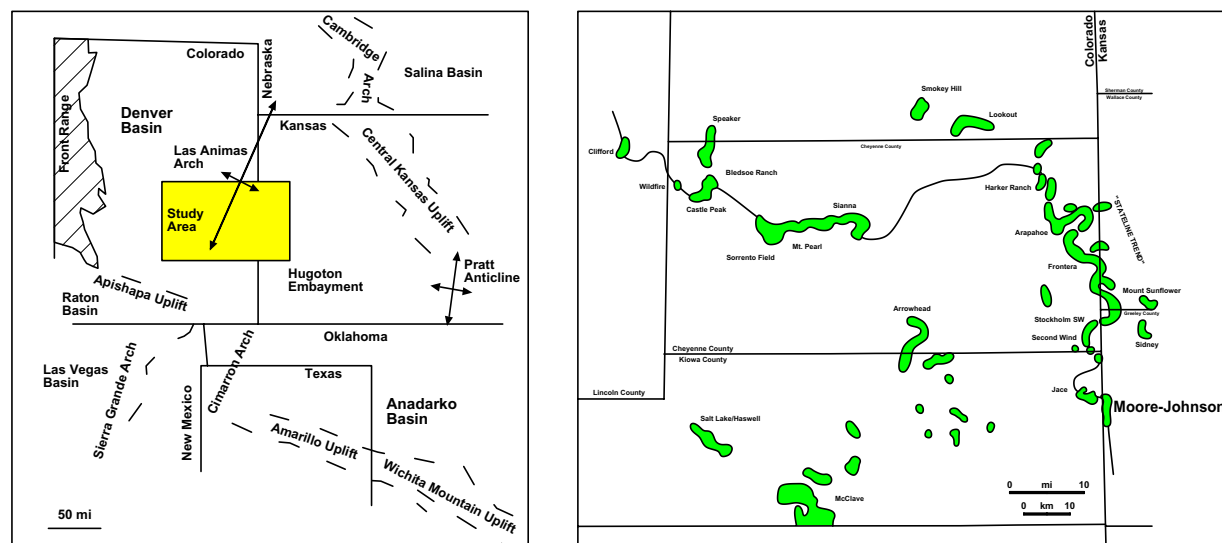 Cambridge
Arch
Colorado
Nebraska
Salina Basin
Front Range
Denver
Basin
Kansas
Las Animas
Arch
Central Kansas Uplift
Study
Area
Hugoton
Embayment
Pratt
Anticline
Apishapa Uplift
Raton
Basin
Oklahoma
Las Vegas
Basin
Sierra Grande Arch
New Mexico
Cimarron Arch
Texas
Anadarko
Basin
Amarillo Uplift
Wichita Mountain Uplift
50 mi
Colorado
Kansas
Smokey Hill
Sherman County
Wallace County
Lookout
Speaker
Clifford
Cheyenne County
Bledsoe Ranch
Wildfire
Castle Peak
Harker Ranch
Sianna
Arapahoe
"STATELINE TREND"
Mt. Pearl
Sorrento Field
Frontera
Mount Sunflower
Greeley County
Arrowhead
Stockholm SW
Second Wind
Sidney
Cheyenne County
Kiowa County
Lincoln County
Jace
Moore-Johnson
Salt Lake/Haswell
McClave
0 mi 10
0 km 10